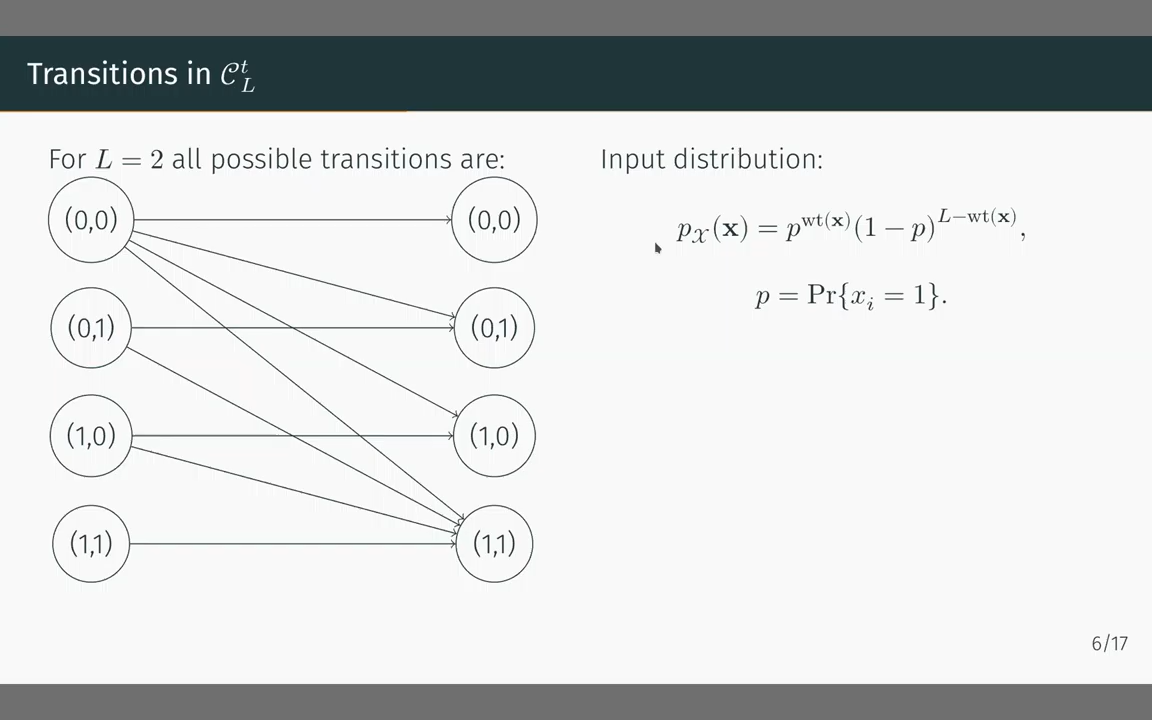 Transitions in 𝒞ᵗ_L
For L = 2 all possible transitions are:
(0,0) (0,0)
(0,1) (0,1)
(1,0) (1,0)
(1,1) (1,1)
Input distribution:
p_𝒳(𝐱) = p^{wt(𝐱)}(1 − p)^{L−wt(𝐱)},
p = Pr{x_i = 1}.
6/17